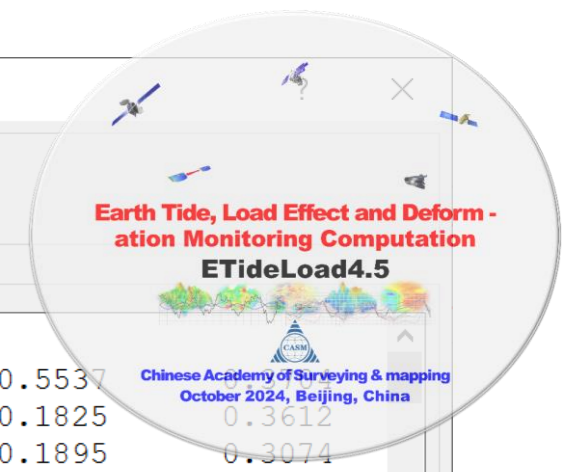 ?
Earth Tide, Load Effect and Deform -
ation Monitoring Computation
ETideLoad4.5
CASM
0.5537
Chinese Academy of Surveying & mapping
October 2024, Beijing, China
0.1825 0.3612
0.1895 0.3074